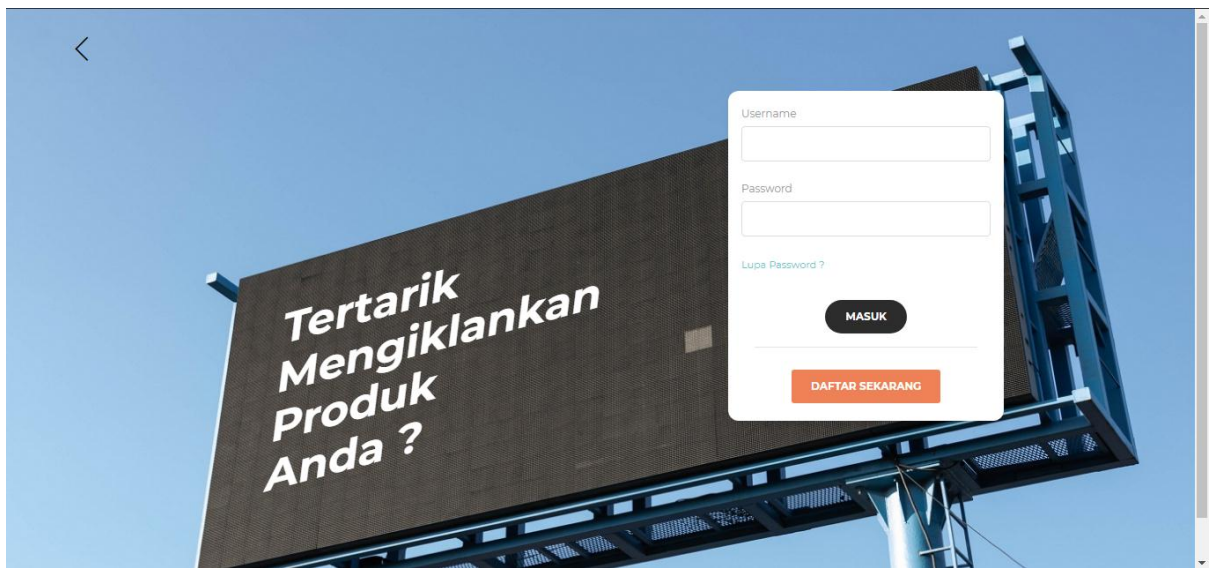 Tertarik
Mengiklankan
Produk
Anda ?
Username
Password
Lupa Password ?
MASUK
DAFTAR SEKARANG